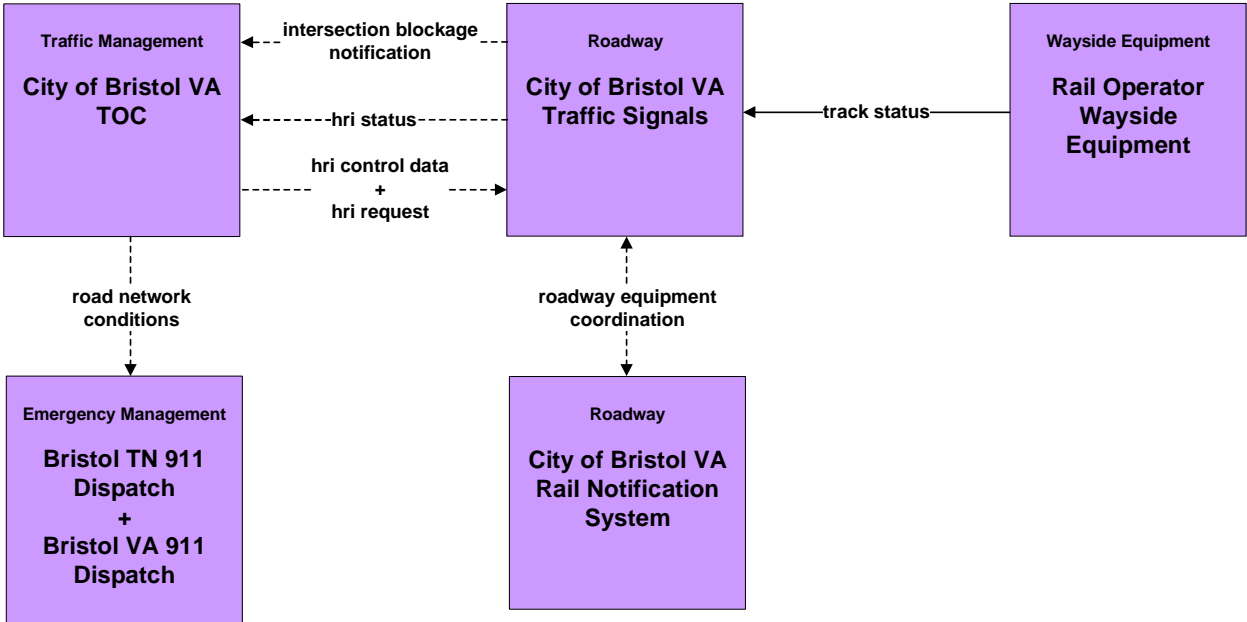 Traffic Management
City of Bristol VA
TOC
intersection blockage
notification
hri status
hri control data
+
hri request
Roadway
City of Bristol VA
Traffic Signals
track status
Wayside Equipment
Rail Operator
Wayside
Equipment
road network
conditions
roadway equipment
coordination
Emergency Management
Bristol TN 911
Dispatch
+
Bristol VA 911
Dispatch
Roadway
City of Bristol VA
Rail Notification
System